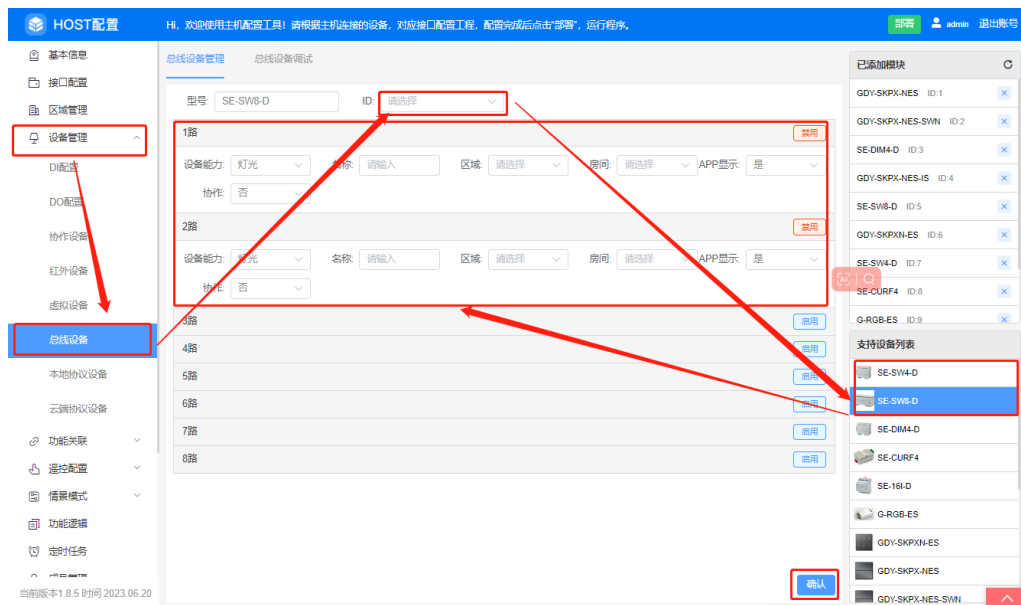 HOST配置
Hi，欢迎使用主机配置工具！请根据主机连接的设备，对应接口配置工程，配置完成后点击“部署”，运行程序。
部署
admin
退出账号
基本信息
接口配置
区域管理
设备管理
DI配置
DO配置
协作设备
红外设备
虚拟设备
总线设备
本地协议设备
云端协议设备
功能关联
遥控配置
情景模式
功能逻辑
定时任务
当前版本1.8.5 时间 2023.06.20
总线设备管理 总线设备调试
型号: SE-SW8-D ID: 请选择
1路 禁用
设备能力: 灯光 名称: 请输入 区域: 请选择 房间: 请选择 APP显示: 是
协作: 否
2路 禁用
设备能力: 灯光 名称: 请输入 区域: 请选择 房间: 请选择 APP显示: 是
协作: 否
3路 启用
4路 启用
5路 启用
6路 启用
7路 启用
8路 启用
确认
已添加模块
GDY-SKPX-NES ID:1
GDY-SKPX-NES-SWN ID:2
SE-DIM4-D ID:3
GDY-SKPX-NES-IS ID:4
SE-SW8-D ID:5
GDY-SKPXN-ES ID:6
SE-SW4-D ID:7
SE-CURF4 ID:8
G-RGB-ES ID:9
支持设备列表
SE-SW4-D
SE-SW8-D
SE-DIM4-D
SE-CURF4
SE-16I-D
G-RGB-ES
GDY-SKPXN-ES
GDY-SKPX-NES
GDY-SKPX-NES-SWN